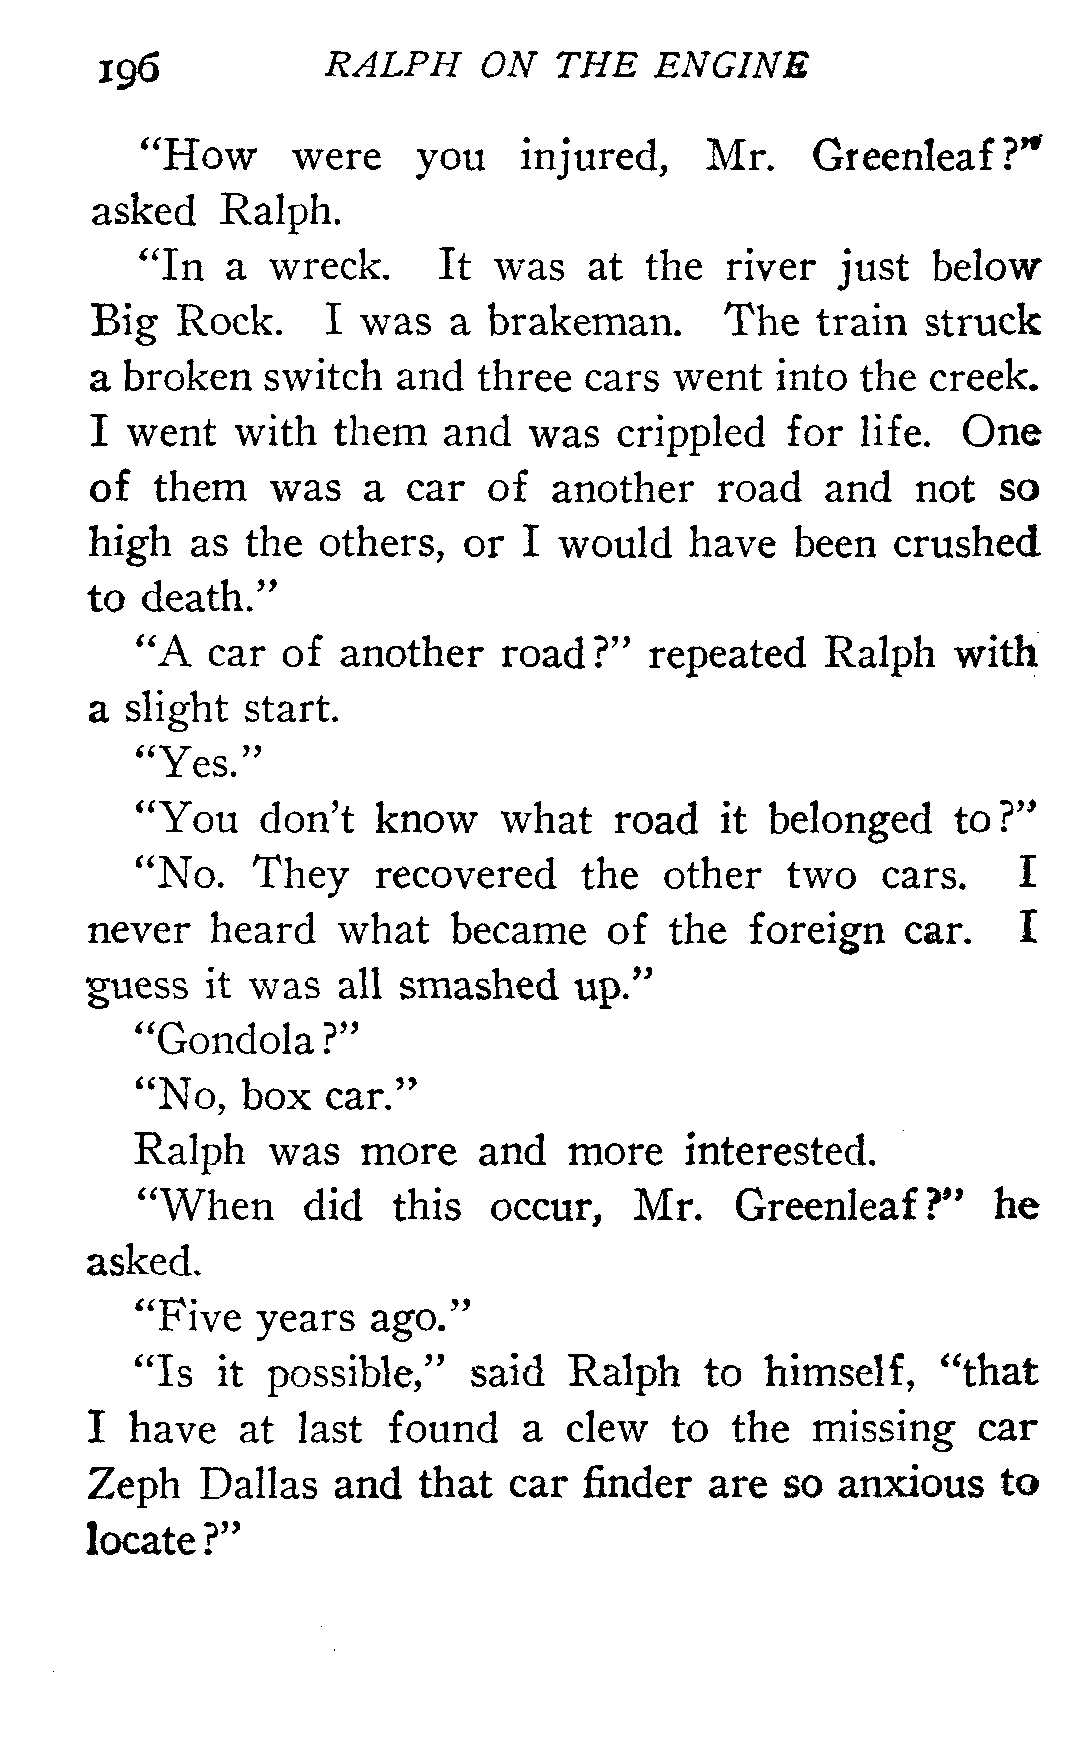 196 RALPH ON THE ENGINE
"How were you injured, Mr. Greenleaf?"
asked Ralph.
"In a wreck. It was at the river just below
Big Rock. I was a brakeman. The train struck
a broken switch and three cars went into the creek.
I went with them and was crippled for life. One
of them was a car of another road and not so
high as the others, or I would have been crushed
to death."
"A car of another road?" repeated Ralph with
a slight start.
"Yes."
"You don't know what road it belonged to?"
"No. They recovered the other two cars. I
never heard what became of the foreign car. I
guess it was all smashed up."
"Gondola?"
"No, box car."
Ralph was more and more interested.
"When did this occur, Mr. Greenleaf?" he
asked.
"Five years ago."
"Is it possible," said Ralph to himself, "that
I have at last found a clew to the missing car
Zeph Dallas and that car finder are so anxious to
locate?"